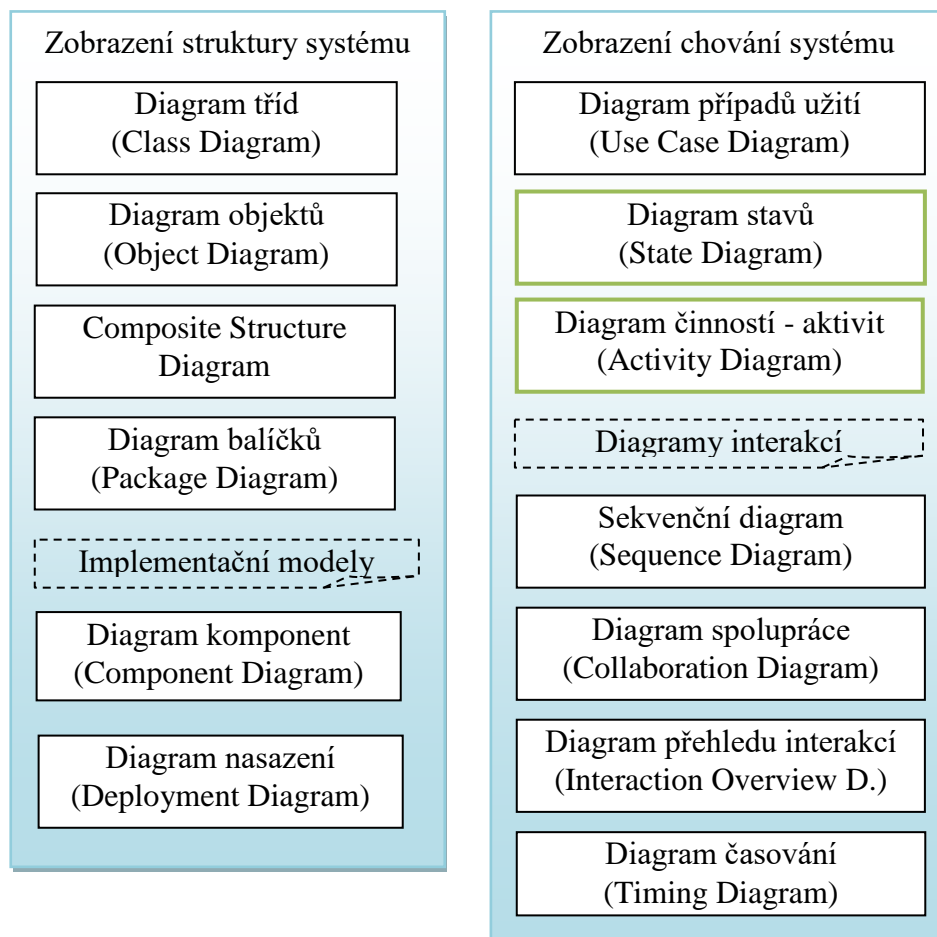 Zobrazení struktury systému
Diagram tříd
(Class Diagram)
Diagram objektů
(Object Diagram)
Composite Structure
Diagram
Diagram balíčků
(Package Diagram)
Implementační modely
Diagram komponent
(Component Diagram)
Diagram nasazení
(Deployment Diagram)
Zobrazení chování systému
Diagram případů užití
(Use Case Diagram)
Diagram stavů
(State Diagram)
Diagram činností - aktivit
(Activity Diagram)
Diagramy interakcí
Sekvenční diagram
(Sequence Diagram)
Diagram spolupráce
(Collaboration Diagram)
Diagram přehledu interakcí
(Interaction Overview D.)
Diagram časování
(Timing Diagram)